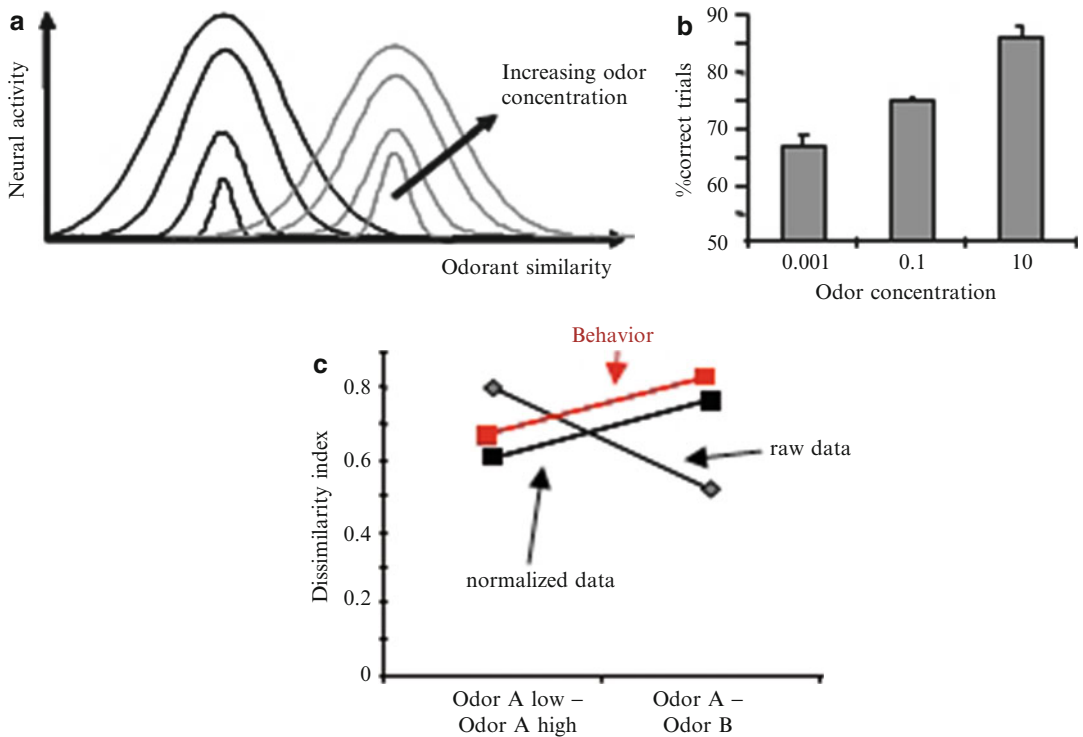 a
Neural activity
Increasing odor
concentration
Odorant similarity
b
%correct trials
90
80
70
60
50
0.001
0.1
10
Odor concentration
c
Behavior
Dissimilarity index
0.8
0.6
0.4
0.2
0
raw data
normalized data
Odor A low –
Odor A high
Odor A –
Odor B